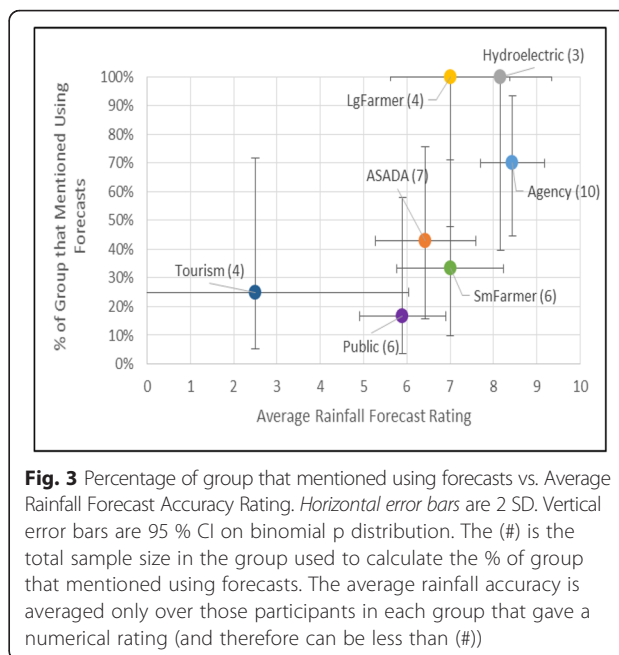 Hydroelectric (3)
100%
LgFarmer (4)
90%
80%
ASADA (7)
70%
Agency (10)
60%
50%
40%
Tourism (4)
30%
SmFarmer (6)
20%
10%
Public (6)
0%
% of Group that Mentioned Using
Forecasts
0 1 2 3 4 5 6 7 8 9 10
Average Rainfall Forecast Rating
Fig. 3 Percentage of group that mentioned using forecasts vs. Average
Rainfall Forecast Accuracy Rating. Horizontal error bars are 2 SD. Vertical
error bars are 95 % CI on binomial p distribution. The (#) is the
total sample size in the group used to calculate the % of group
that mentioned using forecasts. The average rainfall accuracy is
averaged only over those participants in each group that gave a
numerical rating (and therefore can be less than (#))